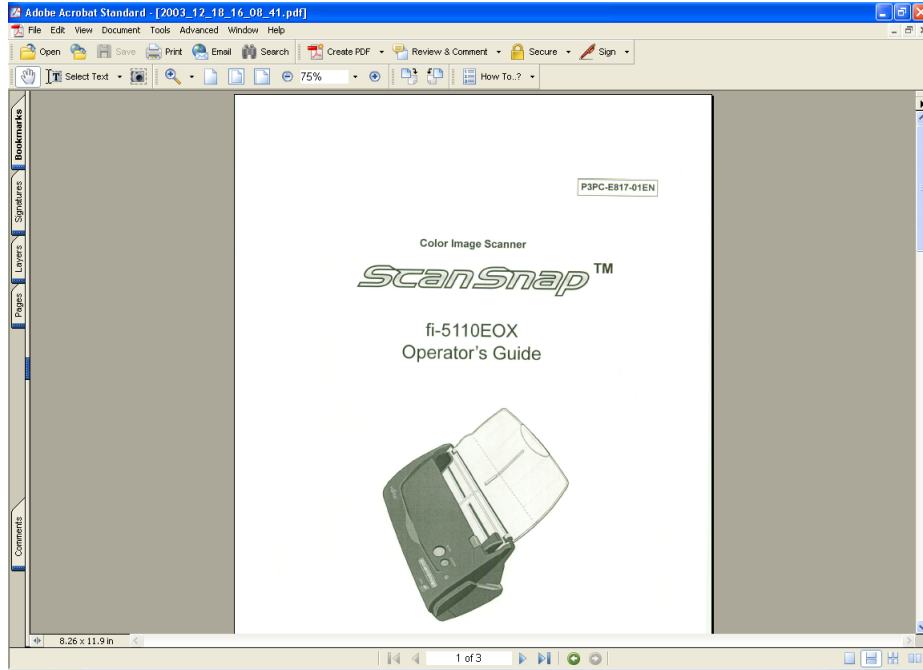 Adobe Acrobat Standard - [2003_12_18_16_08_41.pdf]
File Edit View Document Tools Advanced Window Help
Open Save Print Email Search Create PDF Review & Comment Secure Sign
Select Text 75% How To..?
Bookmarks
Signatures
Layers
Pages
Comments
P3PC-E817-01EN
Color Image Scanner
ScanSnap™
fi-5110EOX
Operator's Guide
8.26 x 11.9 in
1 of 3